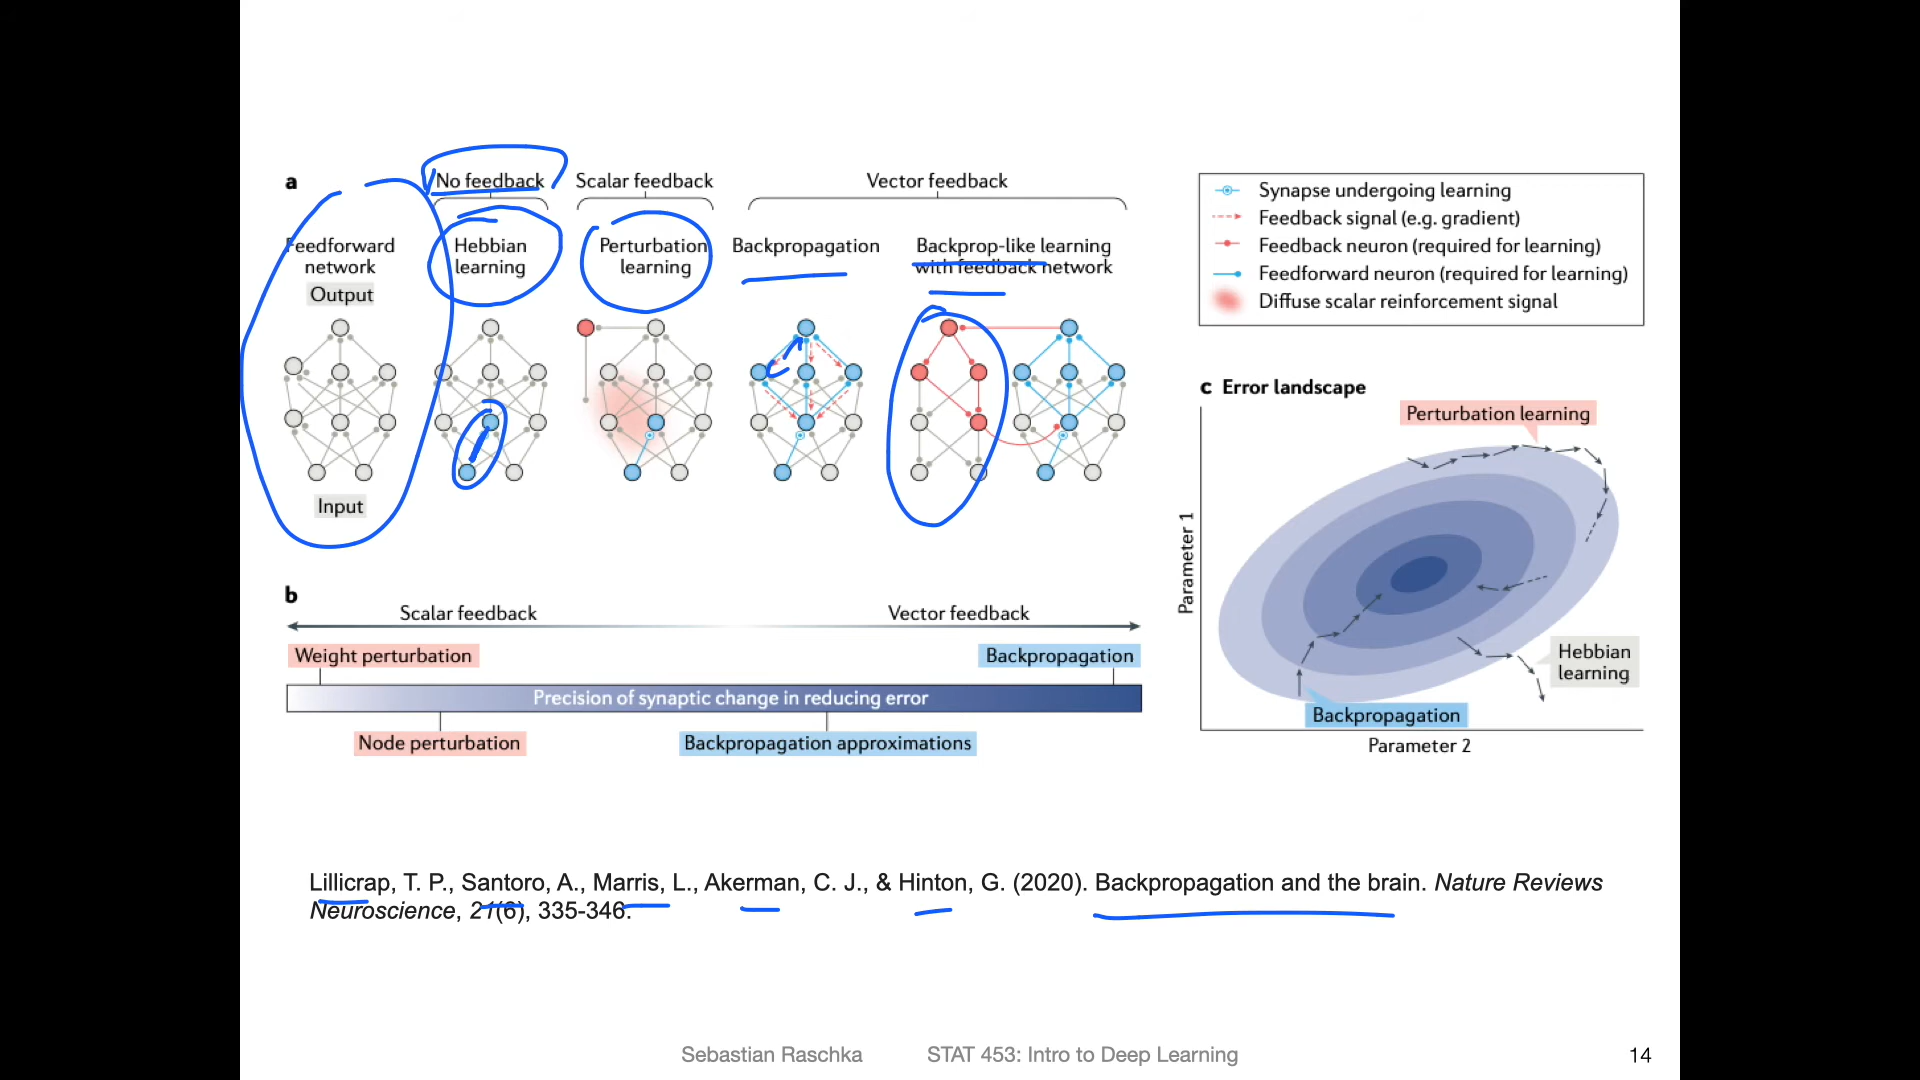 a
No feedback
Scalar feedback
Vector feedback
Feedforward
network
Hebbian
learning
Perturbation
learning
Backpropagation
Backprop-like learning
with feedback network
Output
Input
Synapse undergoing learning
Feedback signal (e.g. gradient)
Feedback neuron (required for learning)
Feedforward neuron (required for learning)
Diffuse scalar reinforcement signal
b
Scalar feedback
Vector feedback
Weight perturbation
Backpropagation
Precision of synaptic change in reducing error
Node perturbation
Backpropagation approximations
c Error landscape
Perturbation learning
Parameter 1
Hebbian
learning
Backpropagation
Parameter 2
Lillicrap, T. P., Santoro, A., Marris, L., Akerman, C. J., & Hinton, G. (2020). Backpropagation and the brain. Nature Reviews
Neuroscience, 21(6), 335-346.
Sebastian Raschka
STAT 453: Intro to Deep Learning
14